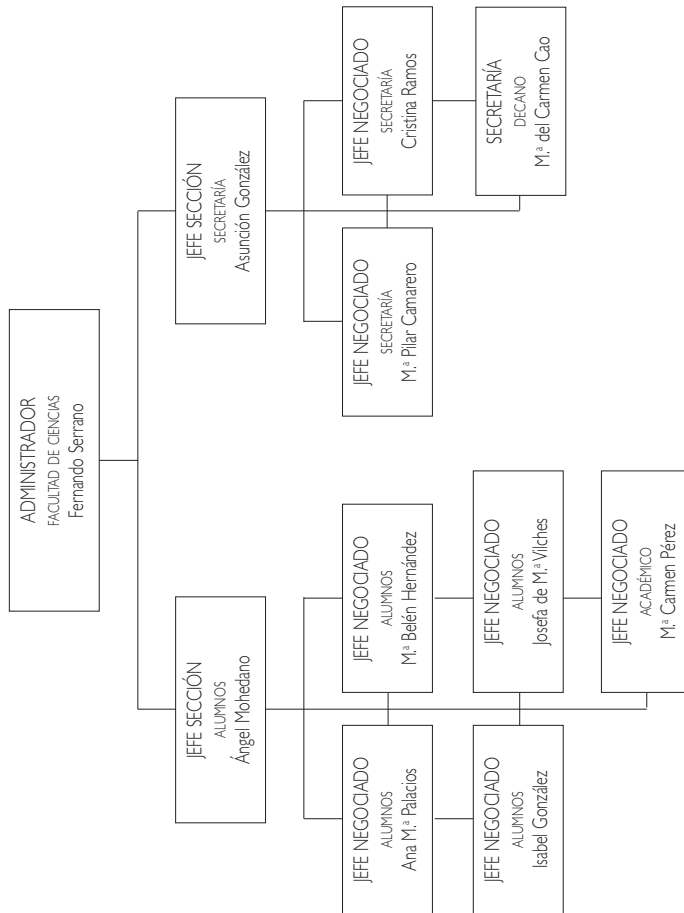 ADMINISTRADOR
FACULTAD DE CIENCIAS
Fernando Serrano
JEFE SECCIÓN
ALUMNOS
Ángel Mohedano
JEFE SECCIÓN
SECRETARÍA
Asunción González
JEFE NEGOCIADO
ALUMNOS
Ana M.ª Palacios
JEFE NEGOCIADO
ALUMNOS
M.ª Belén Hernández
JEFE NEGOCIADO
SECRETARÍA
M.ª Pilar Camarero
JEFE NEGOCIADO
SECRETARÍA
Cristina Ramos
JEFE NEGOCIADO
ALUMNOS
Isabel González
JEFE NEGOCIADO
ALUMNOS
Josefa de M.ª Vilches
SECRETARÍA
DECANO
M.ª del Carmen Cao
JEFE NEGOCIADO
ACADÉMICO
M.ª Carmen Pérez